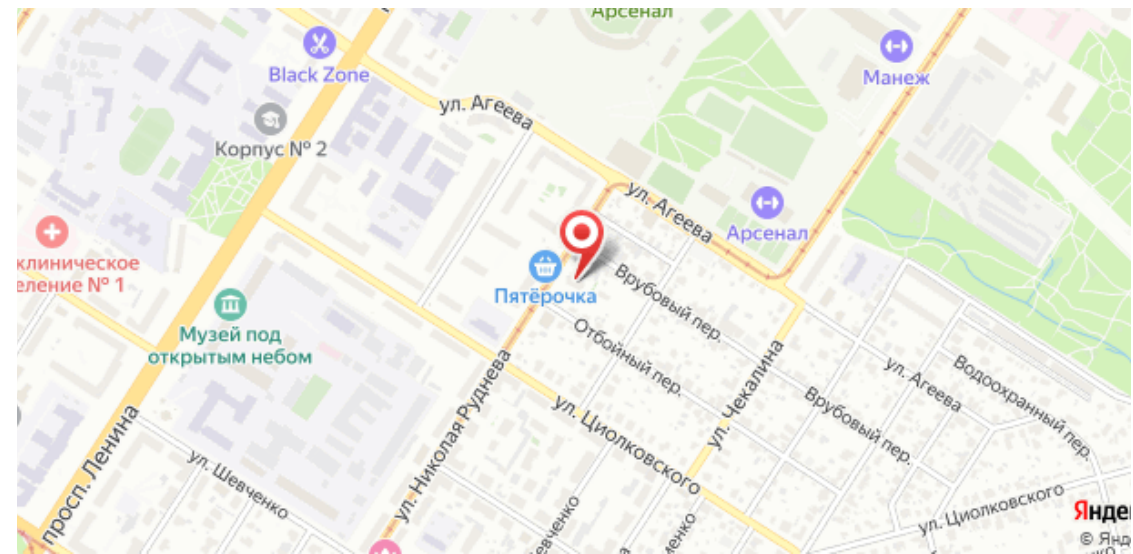 Арсенал
Black Zone
Манеж
ул. Агеева
Корпус № 2
ул. Агеева
Арсенал
клиническое
еление № 1
Пятёрочка
Врубовый пер.
Музей под
открытым небом
Отбойный пер.
ул. Николая Руднева
ул. Чекалина
ул. Агеева
Водоохранный пер.
Врубовый пер.
ул. Циолковского
просп. Ленина
ул. Шевченко
ул. Циолковского
Янде
© Янд